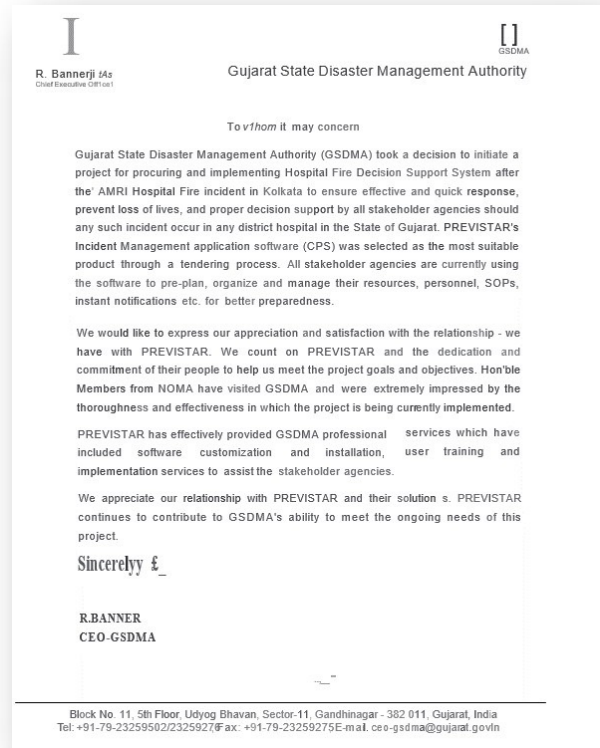 I
[ ]
GSDMA
R. Bannerji tAs
Chief Executive Off1ce1
Gujarat State Disaster Management Authority
To v1hom it may concern
Gujarat State Disaster Management Authority (GSDMA) took a decision to initiate a
project for procuring and implementing Hospital Fire Decision Support System after
the' AMRI Hospital Fire incident in Kolkata to ensure effective and quick response,
prevent loss of lives, and proper decision support by all stakeholder agencies should
any such incident occur in any district hospital in the State of Gujarat. PREVISTAR's
Incident Management application software (CPS) was selected as the most suitable
product through a tendering process. All stakeholder agencies are currently using
the software to pre-plan, organize and manage their resources, personnel, SOPs,
instant notifications etc. for better preparedness.
We would like to express our appreciation and satisfaction with the relationship - we
have with PREVISTAR. We count on PREVISTAR and the dedication and
commitment of their people to help us meet the project goals and objectives. Hon'ble
Members from NOMA have visited GSDMA and were extremely impressed by the
thoroughness and effectiveness in which the project is being currently implemented.
PREVISTAR has effectively provided GSDMA professional services which have
included software customization and installation, user training and
implementation services to assist the stakeholder agencies.
We appreciate our relationship with PREVISTAR and their solution s. PREVISTAR
continues to contribute to GSDMA's ability to meet the ongoing needs of this
project.
Sincerelyy £_
R.BANNER
CEO-GSDMA
Block No. 11, 5th Floor, Udyog Bhavan, Sector-11, Gandhinagar - 382 011, Gujarat, India
Tel: +91-79-23259502/23259276 Fax: +91-79-23259275 E-mail. ceo-gsdma@gujarat.govIn